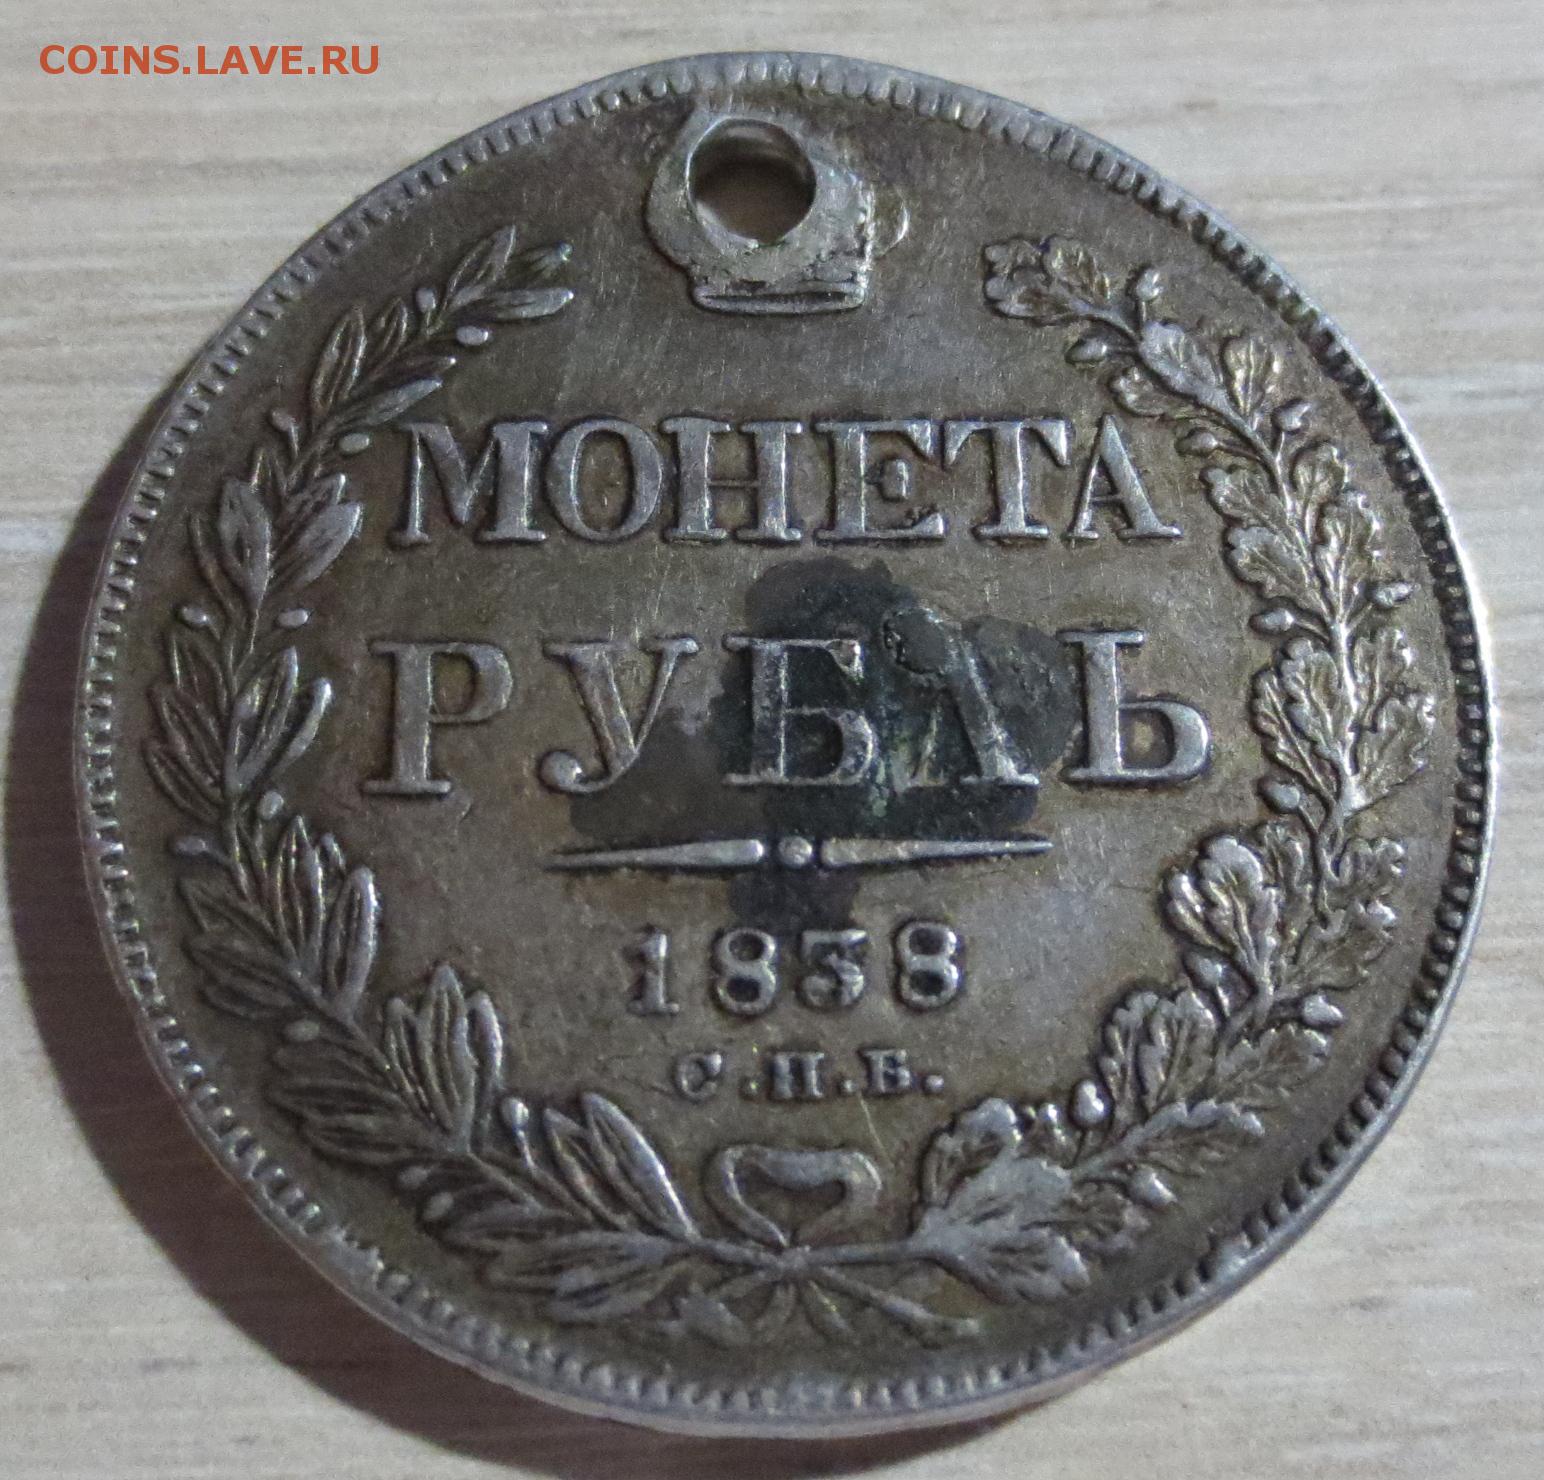 COINS.LAVE.RU
МОНЕТА
РУБЛЬ
1838
С.П.Б.